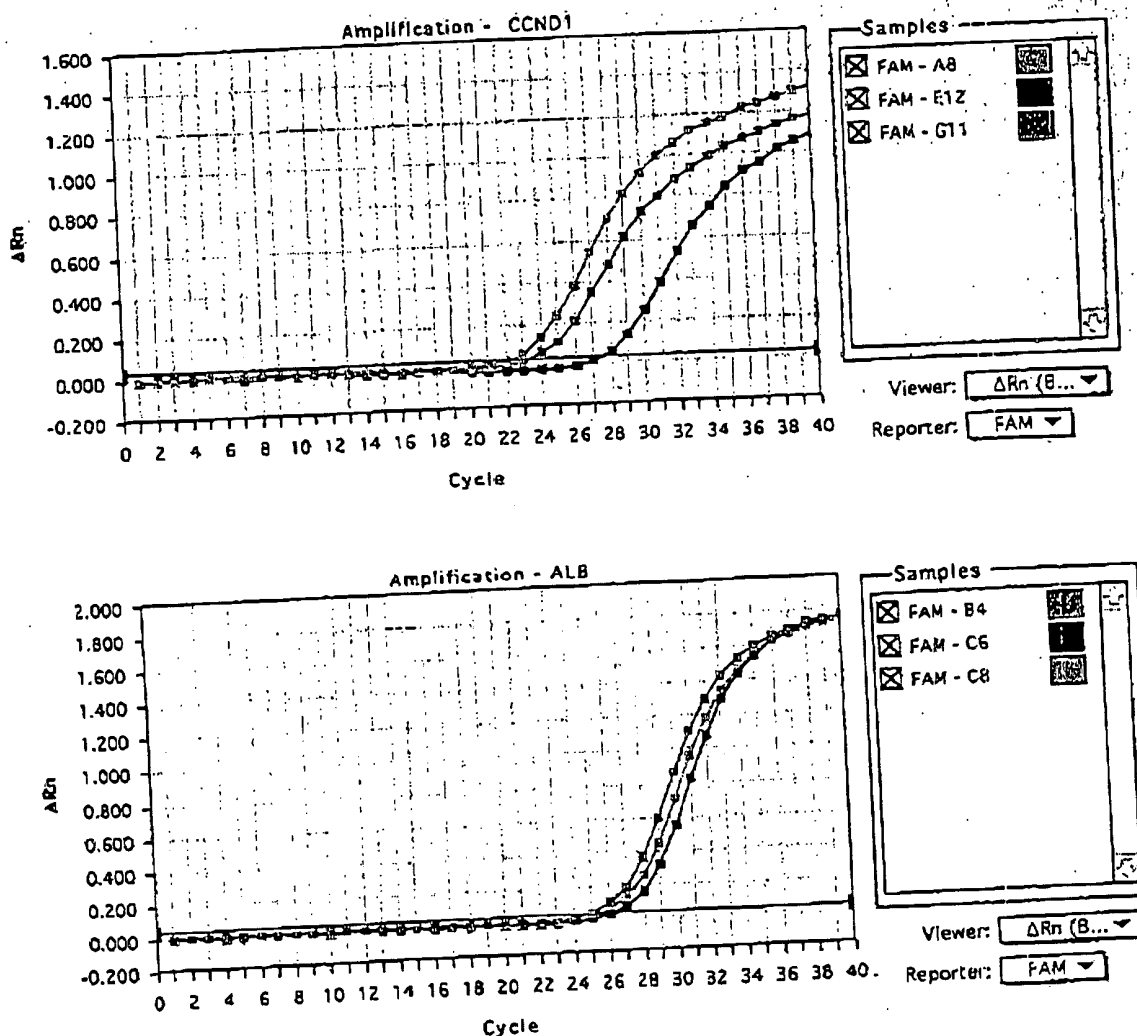 Amplification - CCND1
1.600
1.400
1.200
1.000
0.800
0.600
0.400
0.200
0.000
-0.200
ΔRn
0 2 4 6 8 10 12 14 16 18 20 22 24 26 28 30 32 34 36 38 40
Cycle
Samples
FAM - A8
FAM - E12
FAM - G11
Viewer: ΔRn (B...
Reporter: FAM
Amplification - ALB
2.000
1.800
1.600
1.400
1.200
1.000
0.800
0.600
0.400
0.200
0.000
-0.200
ΔRn
0 2 4 6 8 10 12 14 16 18 20 22 24 26 28 30 32 34 36 38 40
Cycle
Samples
FAM - B4
FAM - C6
FAM - C8
Viewer: ΔRn (B...
Reporter: FAM